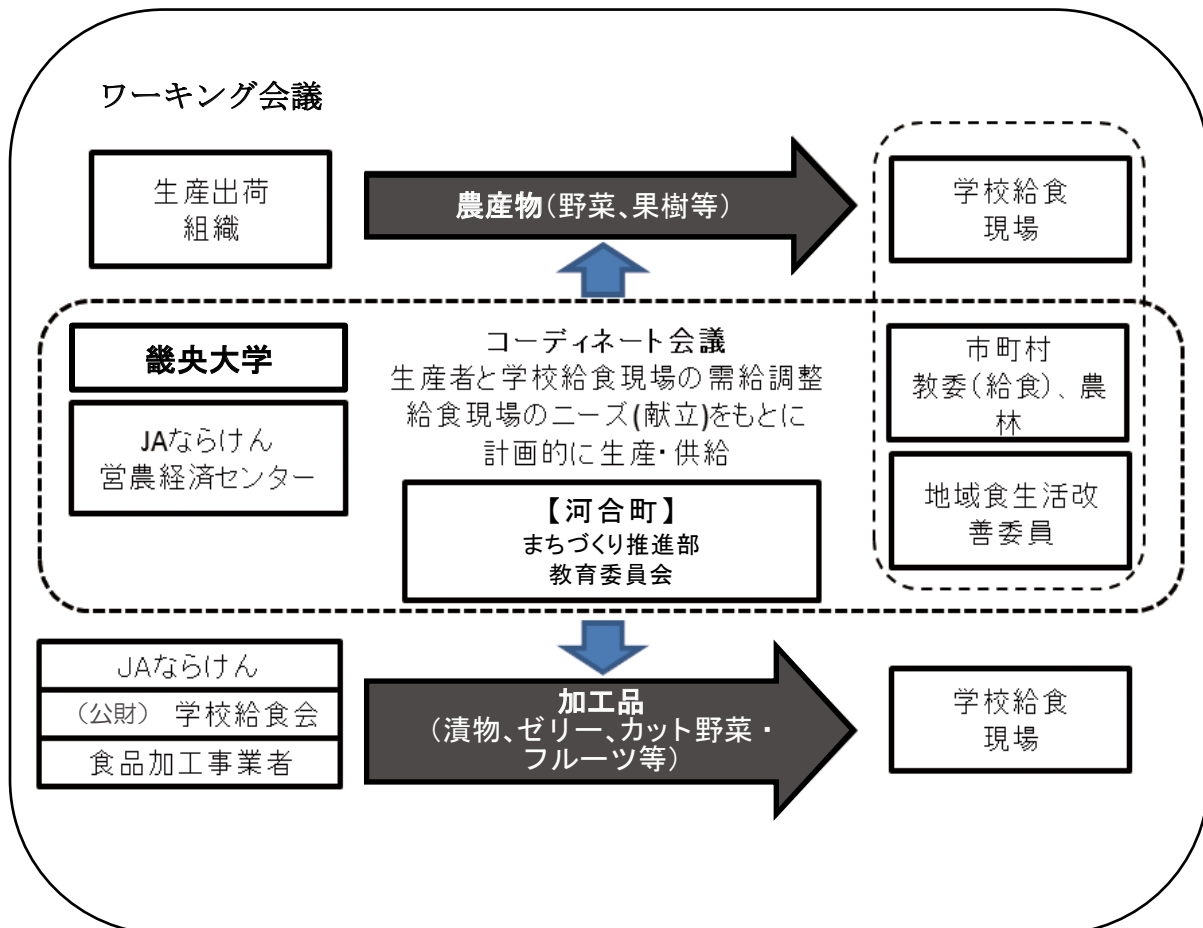 ワーキング会議
生産出荷
組織
農産物(野菜、果樹等)
学校給食
現場
畿央大学
JAならけん
営農経済センター
コーディネート会議
生産者と学校給食現場の需給調整
給食現場のニーズ(献立)をもとに
計画的に生産・供給
【河合町】
まちづくり推進部
教育委員会
市町村
教委(給食)、農
林
地域食生活改
善委員
JAならけん
(公財) 学校給食会
食品加工事業者
加工品
(漬物、ゼリー、カット野菜・
フルーツ等)
学校給食
現場